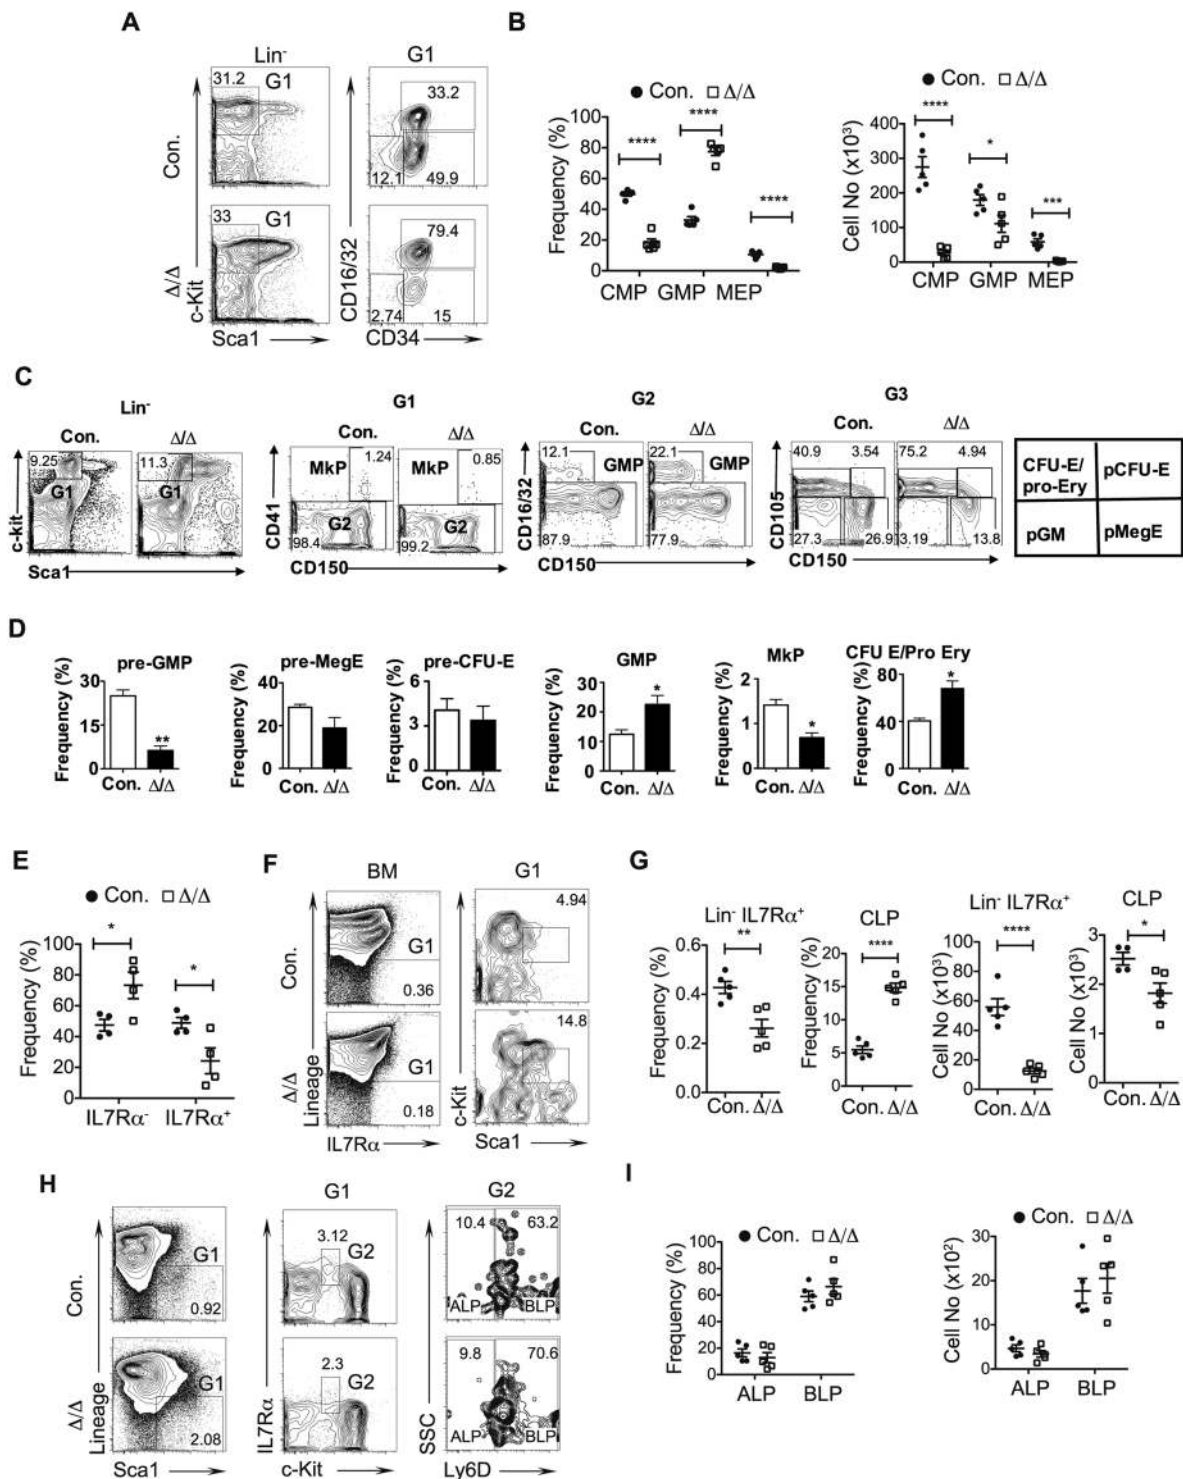 A
Lin-
G1
31.2
G1
33.2
12.1
49.9
Con.
33
G1
79.4
2.74
15
Δ/Δ
c-Kit
CD16/32
Sca1
CD34
B
Con. Δ/Δ
Frequency (%)
100
80
60
40
20
0
****
****
****
CMP GMP MEP
Con. Δ/Δ
Cell No (x10³)
400
300
200
100
0
****
*
***
CMP GMP MEP
C
Lin-
Con. Δ/Δ
9.25
G1
11.3
G1
c-kit
Sca1
G1
Con. Δ/Δ
MkP
1.24
MkP
0.85
G2
98.4
G2
99.2
CD41
CD150
G2
Con. Δ/Δ
12.1
GMP
22.1
GMP
87.9
77.9
CD16/32
CD150
G3
Con. Δ/Δ
40.9
3.54
75.2
4.94
27.3
26.9
3.19
13.8
CD105
CD150
CFU-E/
pro-Ery
pCFU-E
pGM
pMegE
D
pre-GMP
Frequency (%)
30
15
0
**
Con. Δ/Δ
pre-MegE
Frequency (%)
40
20
0
Con. Δ/Δ
pre-CFU-E
Frequency (%)
6
3
0
Con. Δ/Δ
GMP
Frequency (%)
30
20
10
0
*
Con. Δ/Δ
MkP
Frequency (%)
2
1
0
*
Con. Δ/Δ
CFU E/Pro Ery
Frequency (%)
80
40
0
*
Con. Δ/Δ
E
Con. Δ/Δ
Frequency (%)
100
80
60
40
20
0
*
*
IL7Rα- IL7Rα+
F
BM
G1
Con.
G1
0.36
4.94
Δ/Δ
G1
0.18
14.8
Lineage
IL7Rα
c-Kit
Sca1
G
Lin- IL7Rα+
Frequency (%)
0.6
0.4
0.2
0.0
**
Con. Δ/Δ
CLP
Frequency (%)
20
15
10
5
0
****
Con. Δ/Δ
Lin- IL7Rα+
Cell No (x10³)
100
80
60
40
20
0
****
Con. Δ/Δ
CLP
Cell No (x10³)
3
2
1
0
*
Con. Δ/Δ
H
G1
G2
Con.
G1
0.92
3.12
G2
10.4
63.2
ALP
BLP
Δ/Δ
G1
2.08
2.3
G2
9.8
70.6
ALP
BLP
Lineage
Sca1
IL7Rα
c-Kit
SSC
Ly6D
I
Con. Δ/Δ
Frequency (%)
100
80
60
40
20
0
ALP BLP
Con. Δ/Δ
Cell No (x10²)
30
20
10
0
ALP BLP